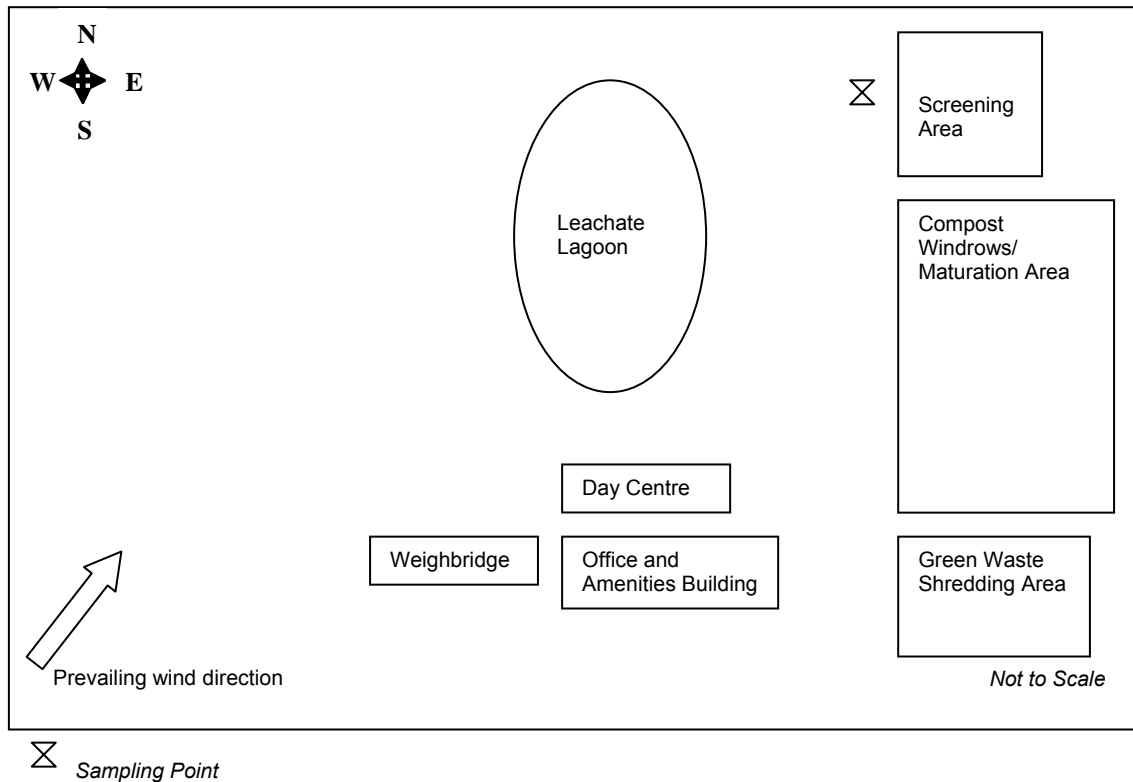 N
W E
S
Screening
Area
Leachate
Lagoon
Compost
Windrows/
Maturation Area
Day Centre
Weighbridge
Office and
Amenities Building
Green Waste
Shredding Area
Prevailing wind direction
Not to Scale
Sampling Point